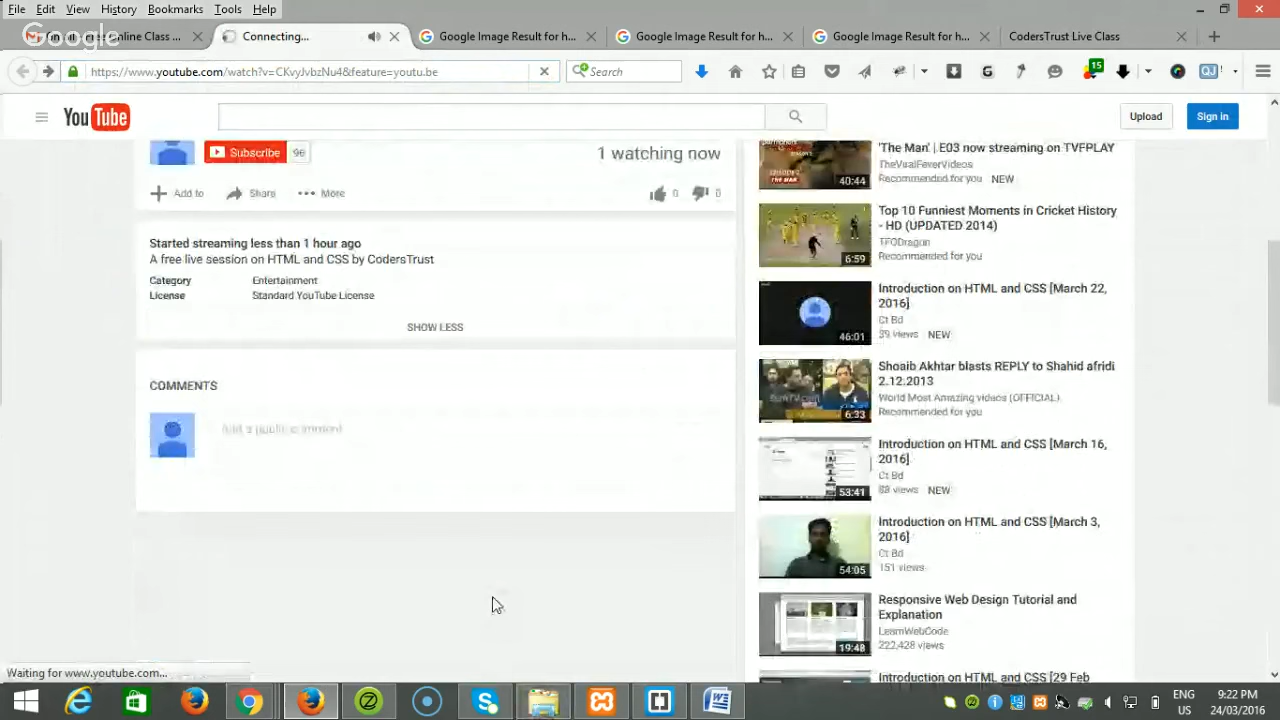 File Edit View History Bookmarks Tools Help
Google
nline Class ...
Connecting...
Google Image Result for h...
Google Image Result for h...
Google Image Result for h...
CodersTrust Live Class
https://www.youtube.com/watch?v=CKvyJvbzNu4&feature=youtu.be
Search
15
YouTube
Upload
Sign in
Subscribe 96
1 watching now
Add to Share More
0 0
Started streaming less than 1 hour ago
A free live session on HTML and CSS by CodersTrust
Category Entertainment
License Standard YouTube License
SHOW LESS
COMMENTS
Add a public comment
'The Man' | E03 now streaming on TVFPLAY
TheViralFeverVideos
Recommended for you NEW
40:44
Top 10 Funniest Moments in Cricket History
- HD (UPDATED 2014)
TFGDragon
Recommended for you
6:59
Introduction on HTML and CSS [March 22,
2016]
Ct Bd
39 views NEW
46:01
Shoaib Akhtar blasts REPLY to Shahid afridi
2.12.2013
World Most Amazing videos (OFFICIAL)
Recommended for you
6:33
Introduction on HTML and CSS [March 16,
2016]
Ct Bd
NEW
53:41
Introduction on HTML and CSS [March 3,
2016]
Ct Bd
151 views
54:05
Responsive Web Design Tutorial and
Explanation
LearnWebCode
222,428 views
19:48
Introduction on HTML and CSS [29 Feb
Waiting for www.youtube.com...
ENG
US
9:22 PM
24/03/2016